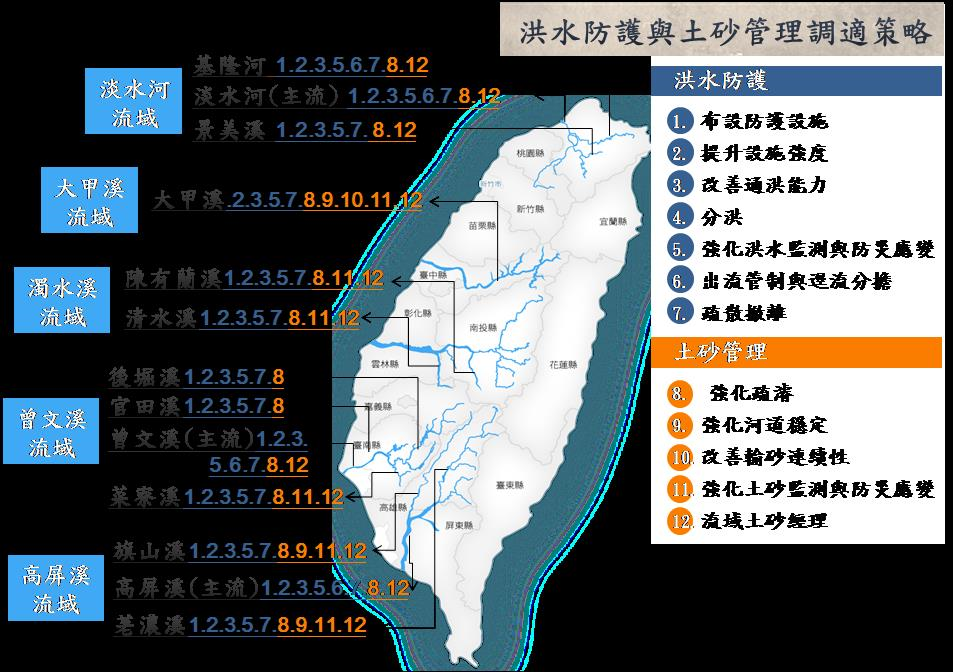 洪水防護與土砂管理調適策略
淡水河
流域
基隆河 1.2.3.5.6.7.8.12
淡水河(主流) 1.2.3.5.6.7.8.12
景美溪 1.2.3.5.7. 8.12
大甲溪
流域
大甲溪.2.3.5.7.8.9.10.11.12
濁水溪
流域
陳有蘭溪1.2.3.5.7.8.11.12
清水溪1.2.3.5.7.8.11.12
曾文溪
流域
後堀溪1.2.3.5.7.8
官田溪1.2.3.5.7.8
曾文溪(主流)1.2.3.
5.6.7.8.12
菜寮溪1.2.3.5.7.8.11.12
高屏溪
流域
旗山溪1.2.3.5.7.8.9.11.12
高屏溪(主流)1.2.3.5.6.7.8.12
荖濃溪1.2.3.5.7.8.9.11.12
桃園縣
新竹市
新竹縣
宜蘭縣
苗栗縣
臺中縣
彰化縣
南投縣
花蓮縣
雲林縣
嘉義縣
臺南縣
高雄縣
臺東縣
屏東縣
洪水防護
1. 布設防護設施
2. 提升設施強度
3. 改善通洪能力
4. 分洪
5. 強化洪水監測與防災應變
6. 出流管制與逕流分擔
7. 疏散撤離
土砂管理
8. 強化疏濬
9. 強化河道穩定
10. 改善輸砂連續性
11. 強化土砂監測與防災應變
12. 流域土砂經理